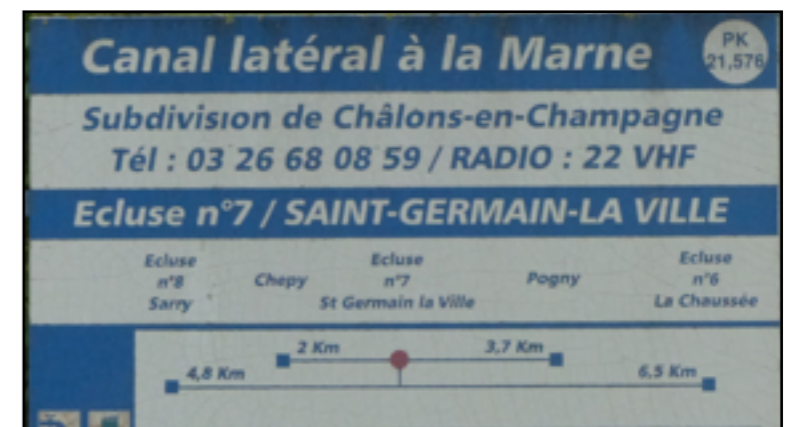 Canal latéral à la Marne
PK
21,576
Subdivision de Châlons-en-Champagne
Tél : 03 26 68 08 59 / RADIO : 22 VHF
Ecluse n°7 / SAINT-GERMAIN-LA VILLE
Ecluse
n°8
Sarry
Chepy
Ecluse
n°7
St Germain la Ville
Pogny
Ecluse
n°6
La Chaussée
2 Km
3,7 Km
4,8 Km
6,5 Km